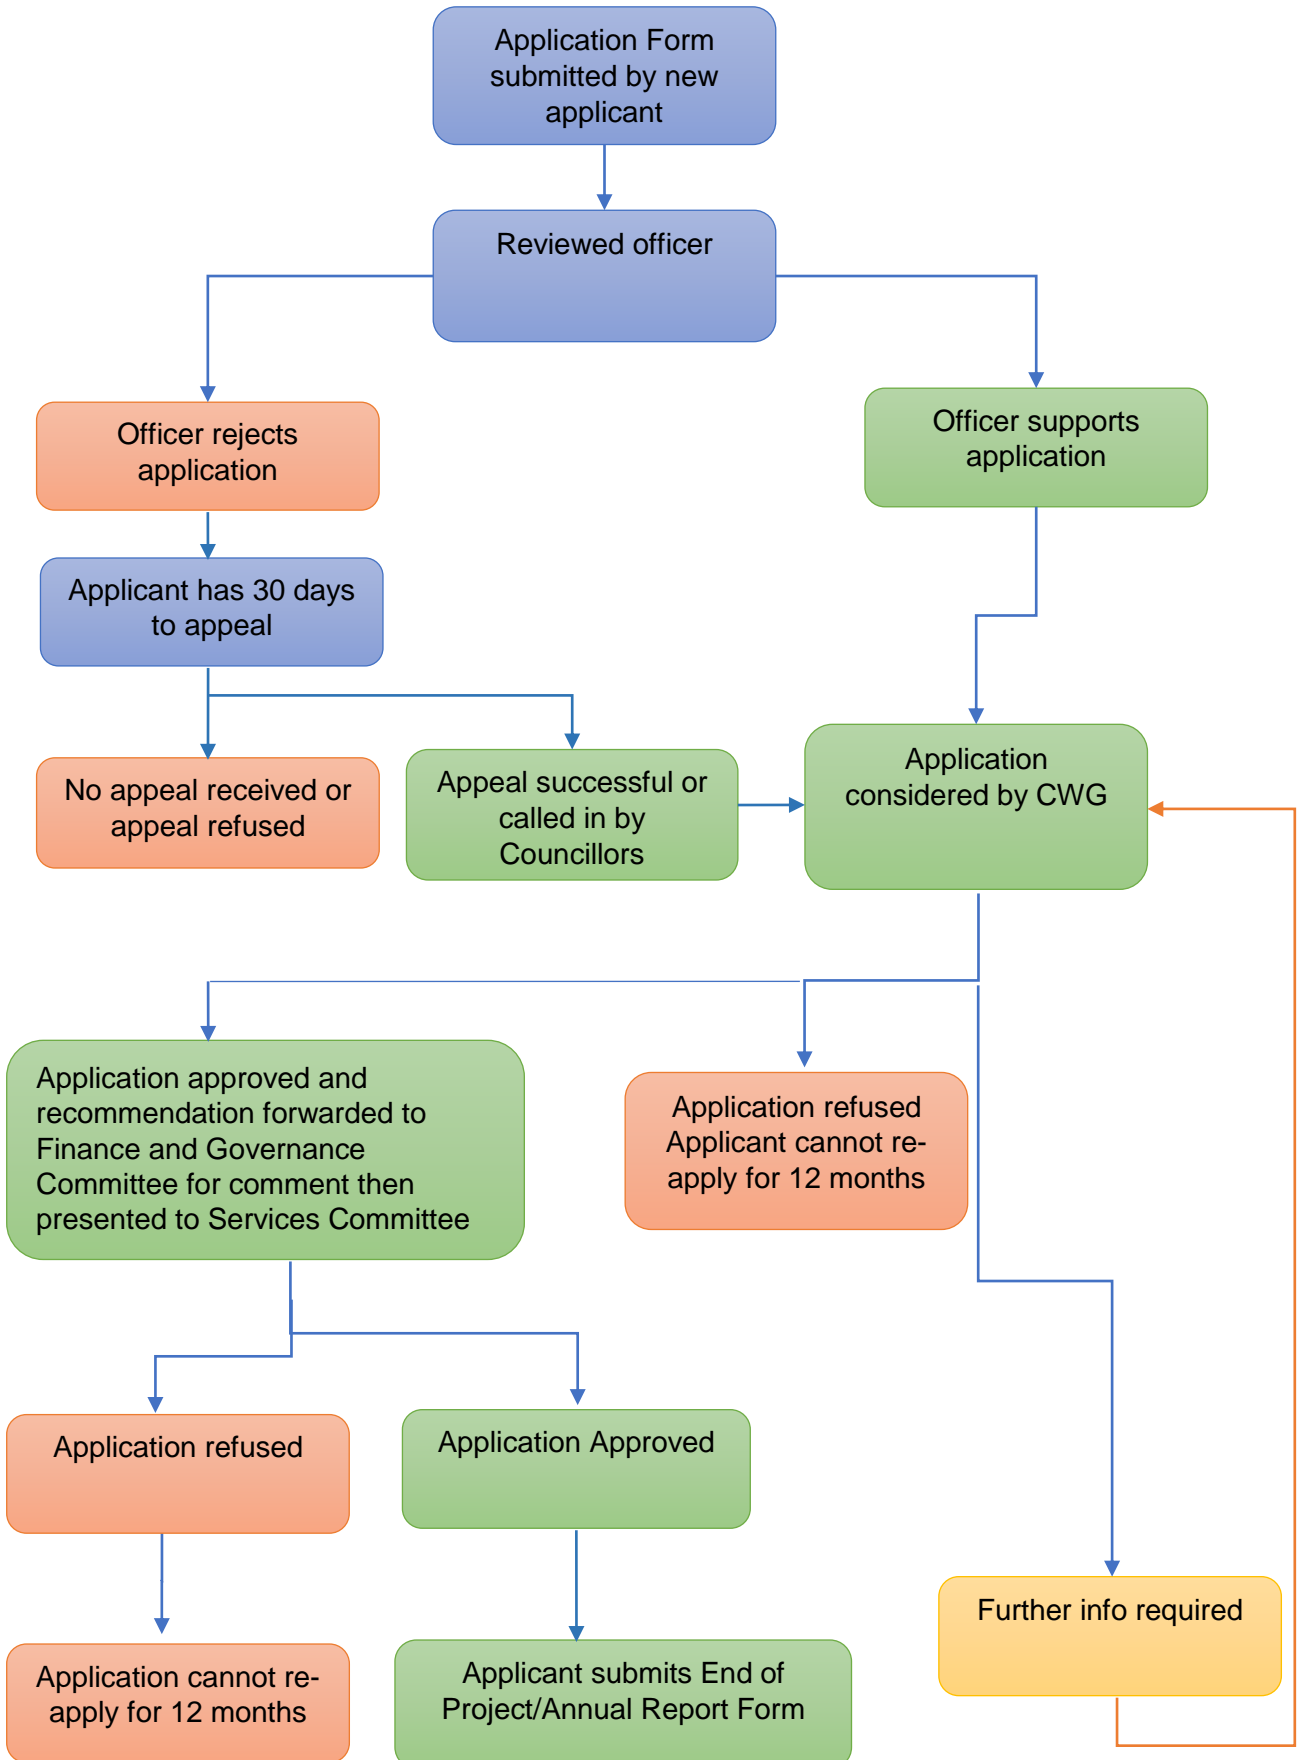 Application Form
submitted by new
applicant
Reviewed officer
Officer rejects
application
Officer supports
application
Applicant has 30 days
to appeal
No appeal received or
appeal refused
Appeal successful or
called in by
Councillors
Application
considered by CWG
Application approved and
recommendation forwarded to
Finance and Governance
Committee for comment then
presented to Services Committee
Application refused
Applicant cannot re-
apply for 12 months
Application refused
Application Approved
Further info required
Application cannot re-
apply for 12 months
Applicant submits End of
Project/Annual Report Form